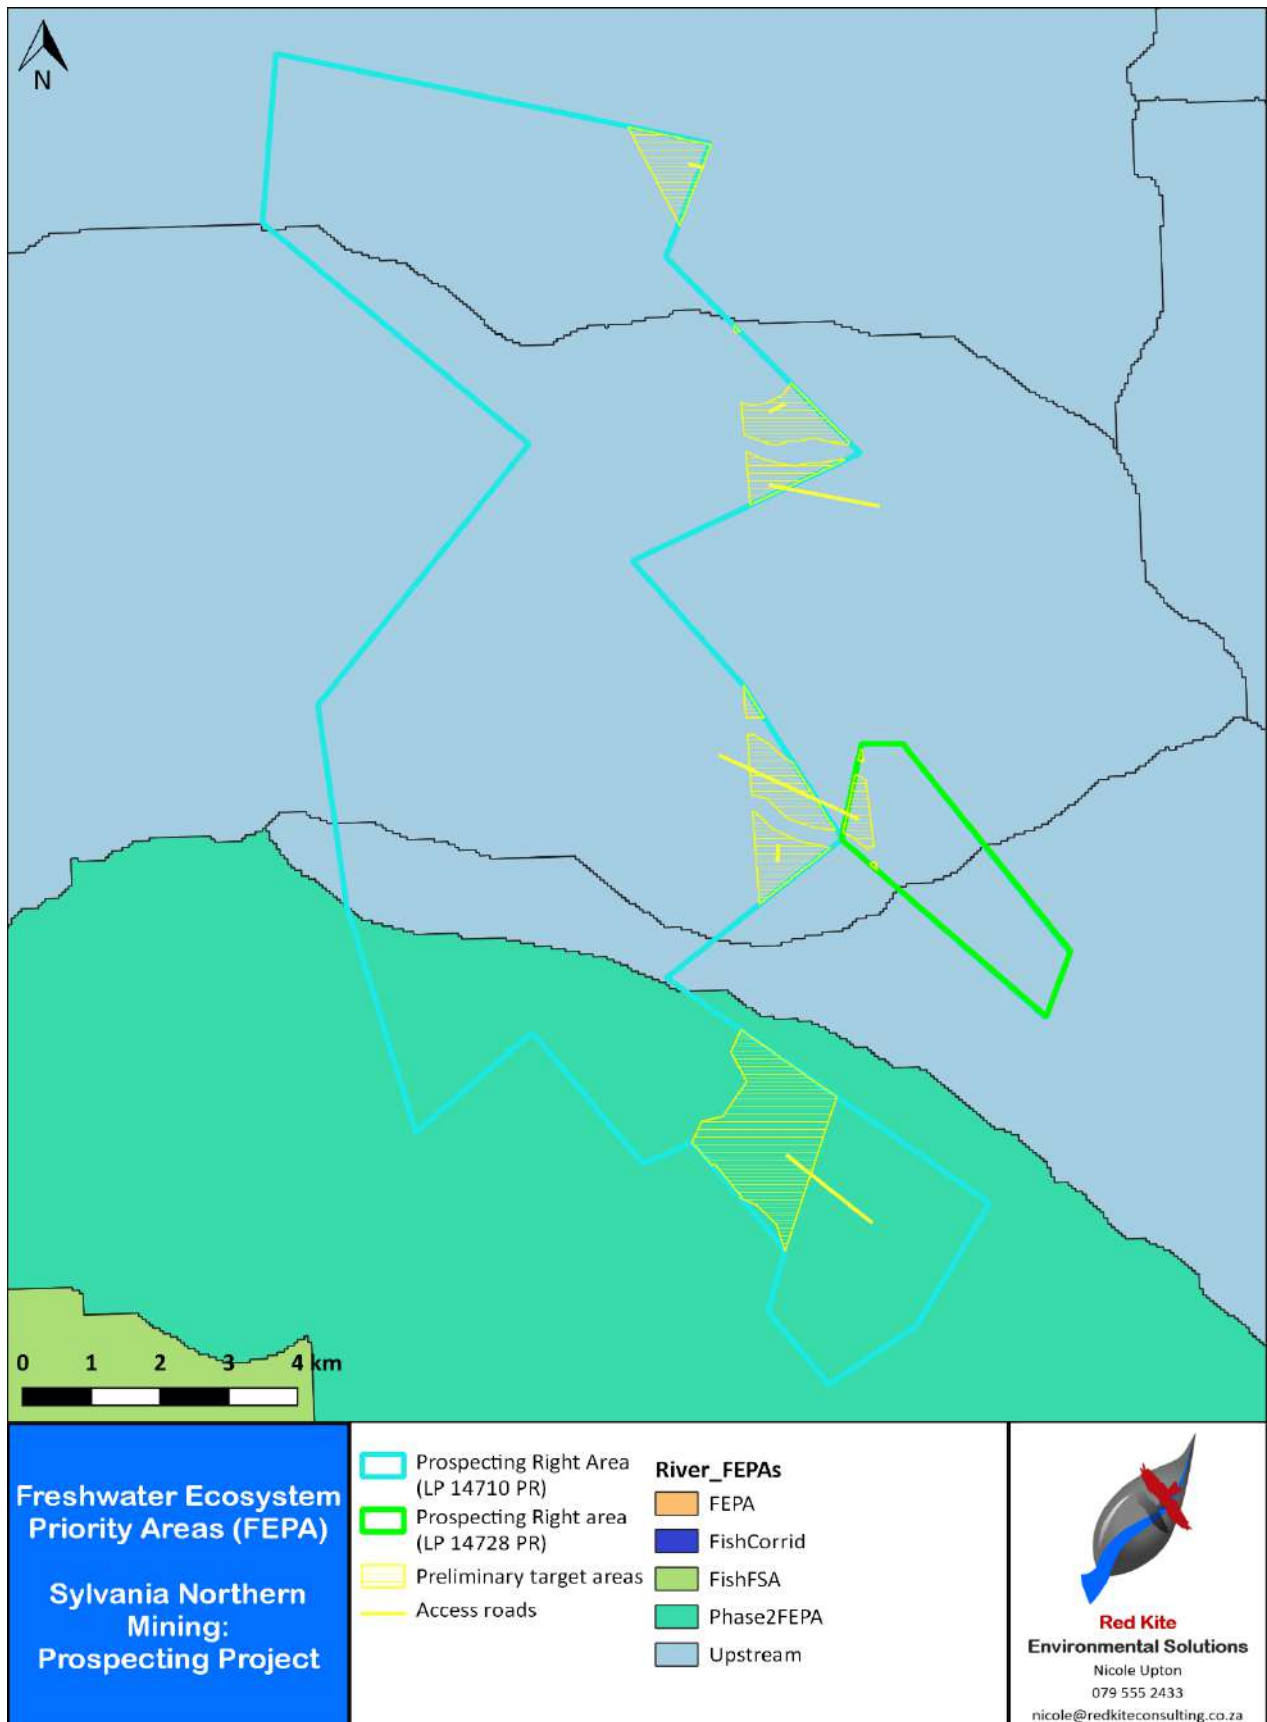 N
0 1 2 3 4 km
Freshwater Ecosystem
Priority Areas (FEPA)
Sylvania Northern
Mining:
Prospecting Project
Prospecting Right Area
(LP 14710 PR)
Prospecting Right area
(LP 14728 PR)
Preliminary target areas
Access roads
River_FEPAs
FEPA
FishCorrid
FishFSA
Phase2FEPA
Upstream
Red Kite
Environmental Solutions
Nicole Upton
079 555 2433
nicole@redkiteconsulting.co.za